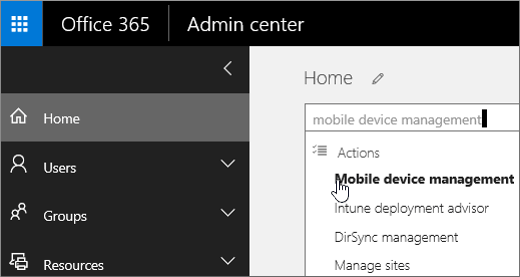 Office 365
Admin center
Home
Home
mobile device management
Actions
Mobile device management
Users
Intune deployment advisor
Groups
DirSync management
Resources
Manage sites